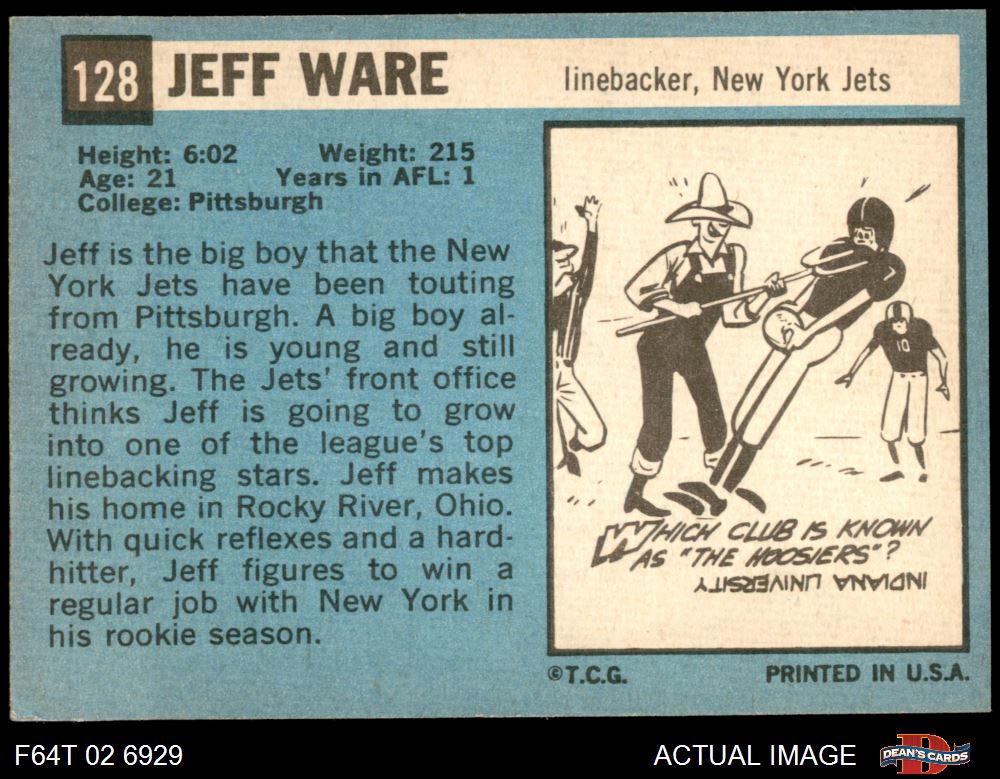 128 JEFF WARE linebacker, New York Jets
Height: 6:02 Weight: 215
Age: 21 Years in AFL: 1
College: Pittsburgh
Jeff is the big boy that the New
York Jets have been touting
from Pittsburgh. A big boy al-
ready, he is young and still
growing. The Jets' front office
thinks Jeff is going to grow
into one of the league's top
linebacking stars. Jeff makes
his home in Rocky River, Ohio.
With quick reflexes and a hard-
hitter, Jeff figures to win a
regular job with New York in
his rookie season.
10
WHICH CLUB IS KNOWN
AS "THE HOOSIERS"?
INDIANA UNIVERSITY
©T.C.G. PRINTED IN U.S.A.
F64T 02 6929 ACTUAL IMAGE DEAN'S CARDS